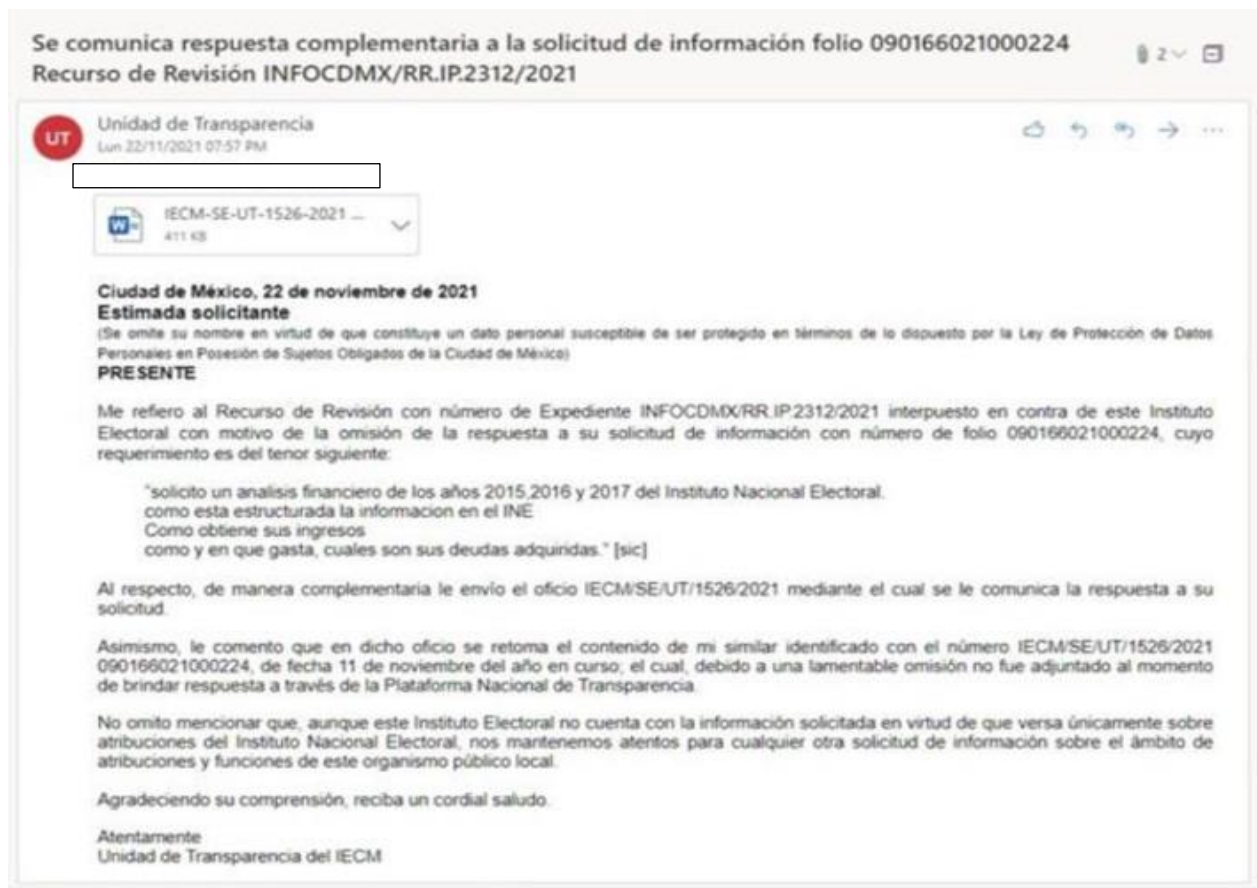 Se comunica respuesta complementaria a la solicitud de información folio 090166021000224
Recurso de Revisión INFOCDMX/RR.IP.2312/2021
2
UT
Unidad de Transparencia
Lun 22/11/2021 07:57 PM
IECM-SE-UT-1526-2021 ...
411 KB
Ciudad de México, 22 de noviembre de 2021
Estimada solicitante
(Se omite su nombre en virtud de que constituye un dato personal susceptible de ser protegido en términos de lo dispuesto por la Ley de Protección de Datos
Personales en Posesión de Sujetos Obligados de la Ciudad de México)
PRESENTE
Me refiero al Recurso de Revisión con número de Expediente INFOCDMX/RR.IP.2312/2021 interpuesto en contra de este Instituto
Electoral con motivo de la omisión de la respuesta a su solicitud de información con número de folio 090166021000224, cuyo
requerimiento es del tenor siguiente:
"solicito un analisis financiero de los años 2015,2016 y 2017 del Instituto Nacional Electoral.
como esta estructurada la informacion en el INE
Como obtiene sus ingresos
como y en que gasta, cuales son sus deudas adquiridas." [sic]
Al respecto, de manera complementaria le envío el oficio IECM/SE/UT/1526/2021 mediante el cual se le comunica la respuesta a su
solicitud.
Asimismo, le comento que en dicho oficio se retoma el contenido de mi similar identificado con el número IECM/SE/UT/1526/2021
090166021000224, de fecha 11 de noviembre del año en curso; el cual, debido a una lamentable omisión no fue adjuntado al momento
de brindar respuesta a través de la Plataforma Nacional de Transparencia.
No omito mencionar que, aunque este Instituto Electoral no cuenta con la información solicitada en virtud de que versa únicamente sobre
atribuciones del Instituto Nacional Electoral, nos mantenemos atentos para cualquier otra solicitud de información sobre el ámbito de
atribuciones y funciones de este organismo público local.
Agradeciendo su comprensión, reciba un cordial saludo.
Atentamente
Unidad de Transparencia del IECM